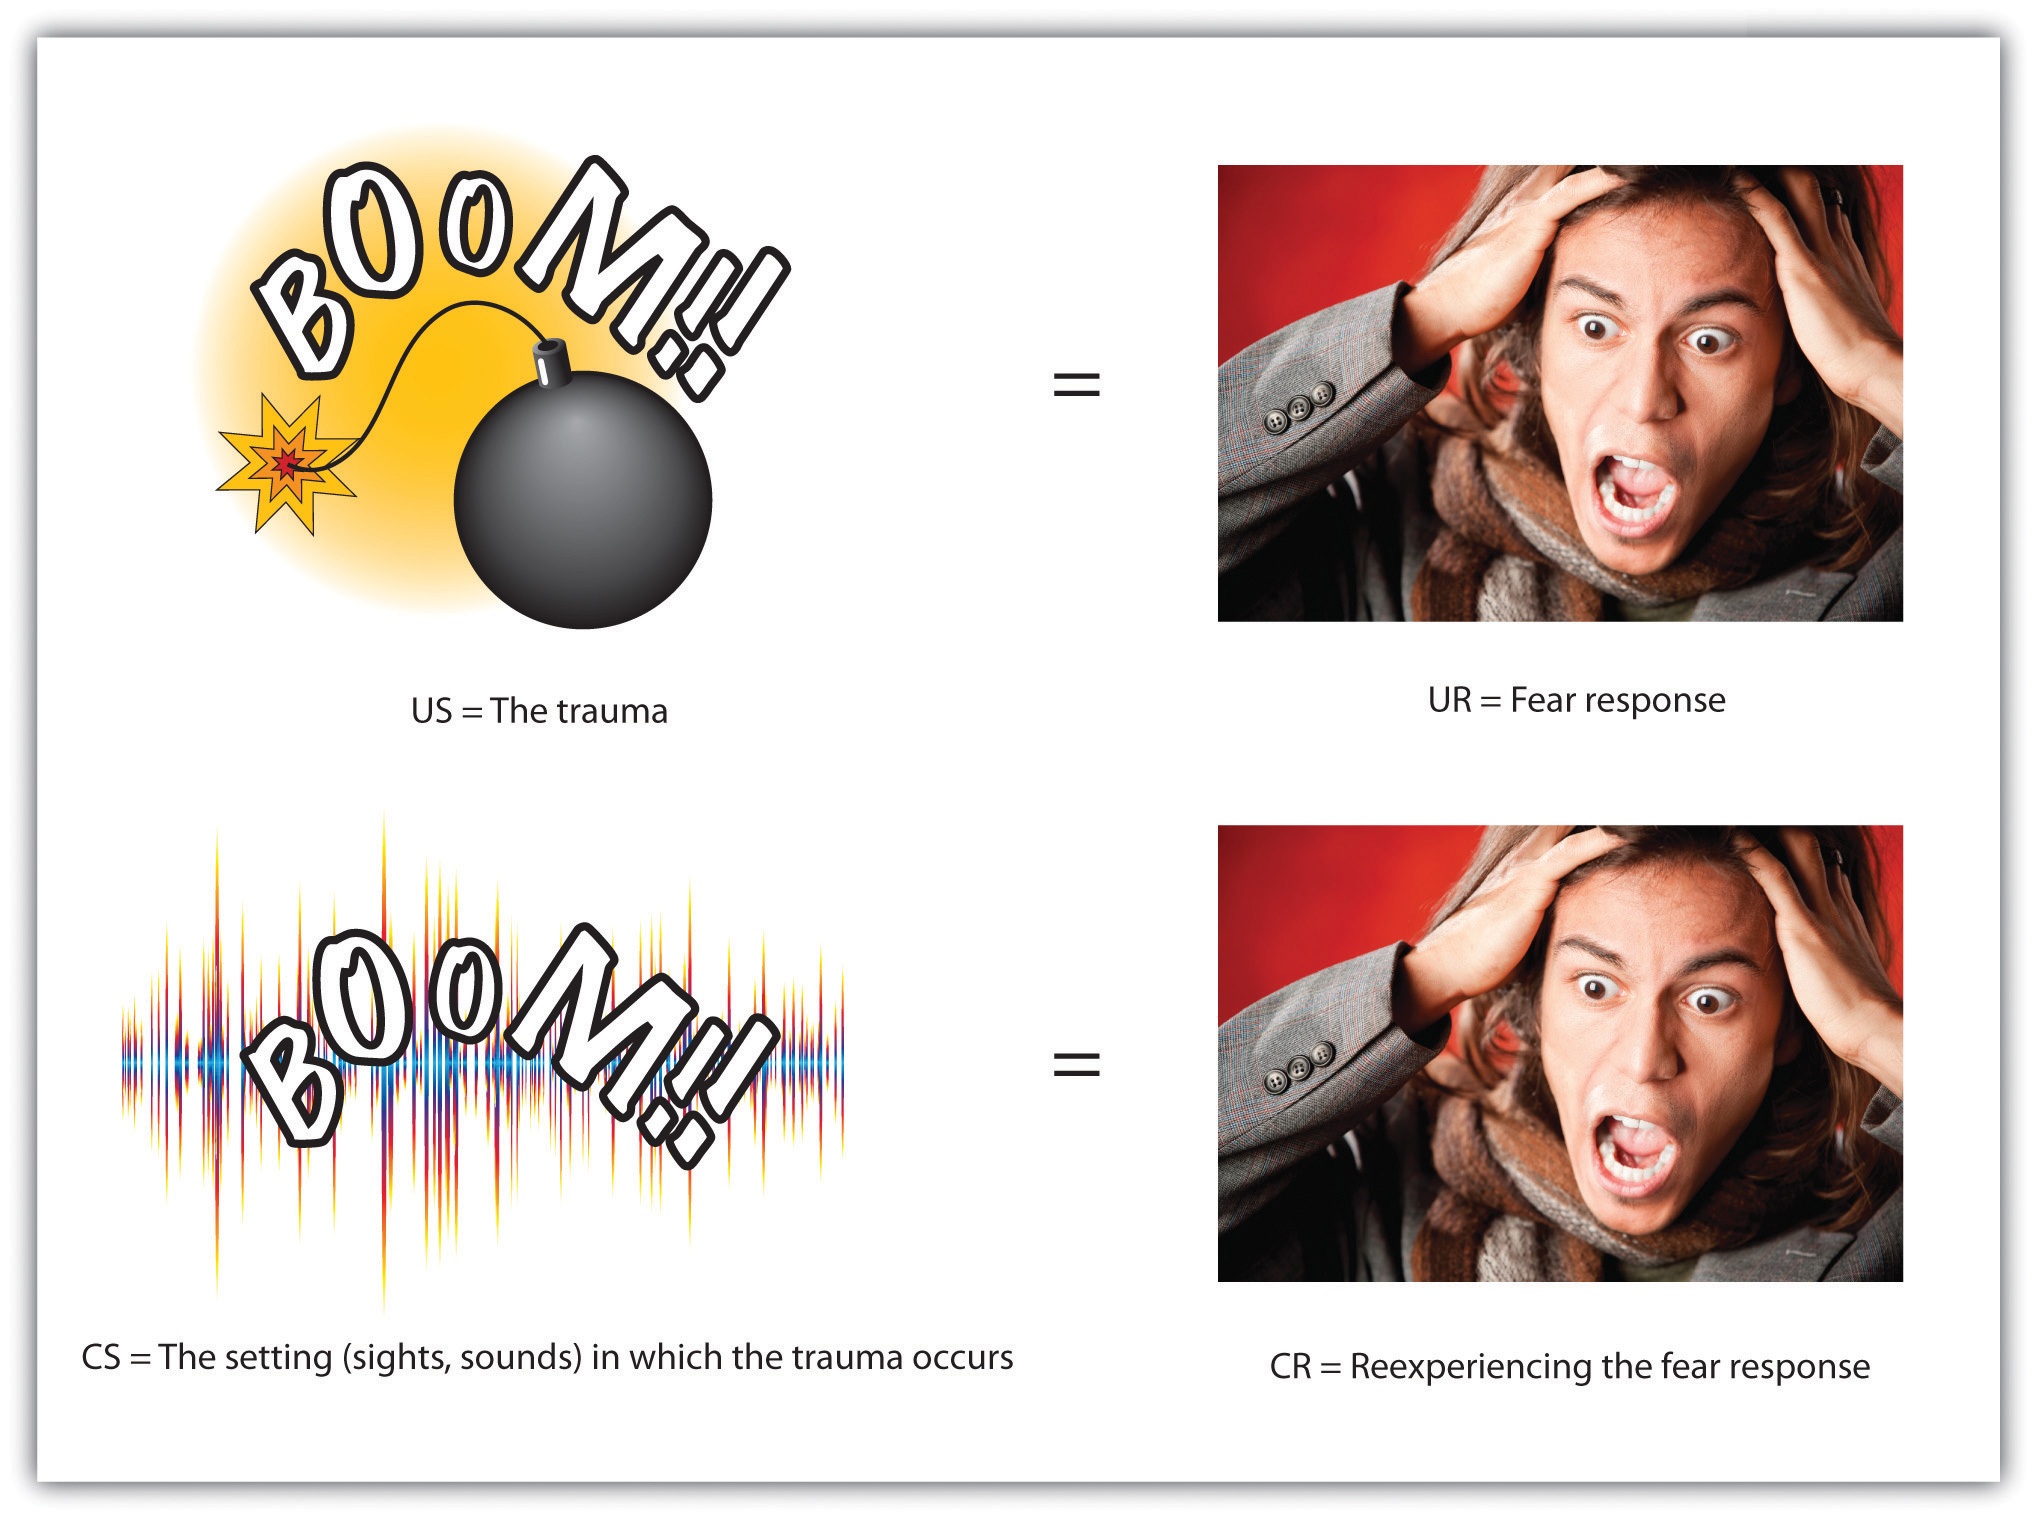 BOOM!!
=
US = The trauma
UR = Fear response
BOOM!!
=
CS = The setting (sights, sounds) in which the trauma occurs
CR = Reexperiencing the fear response